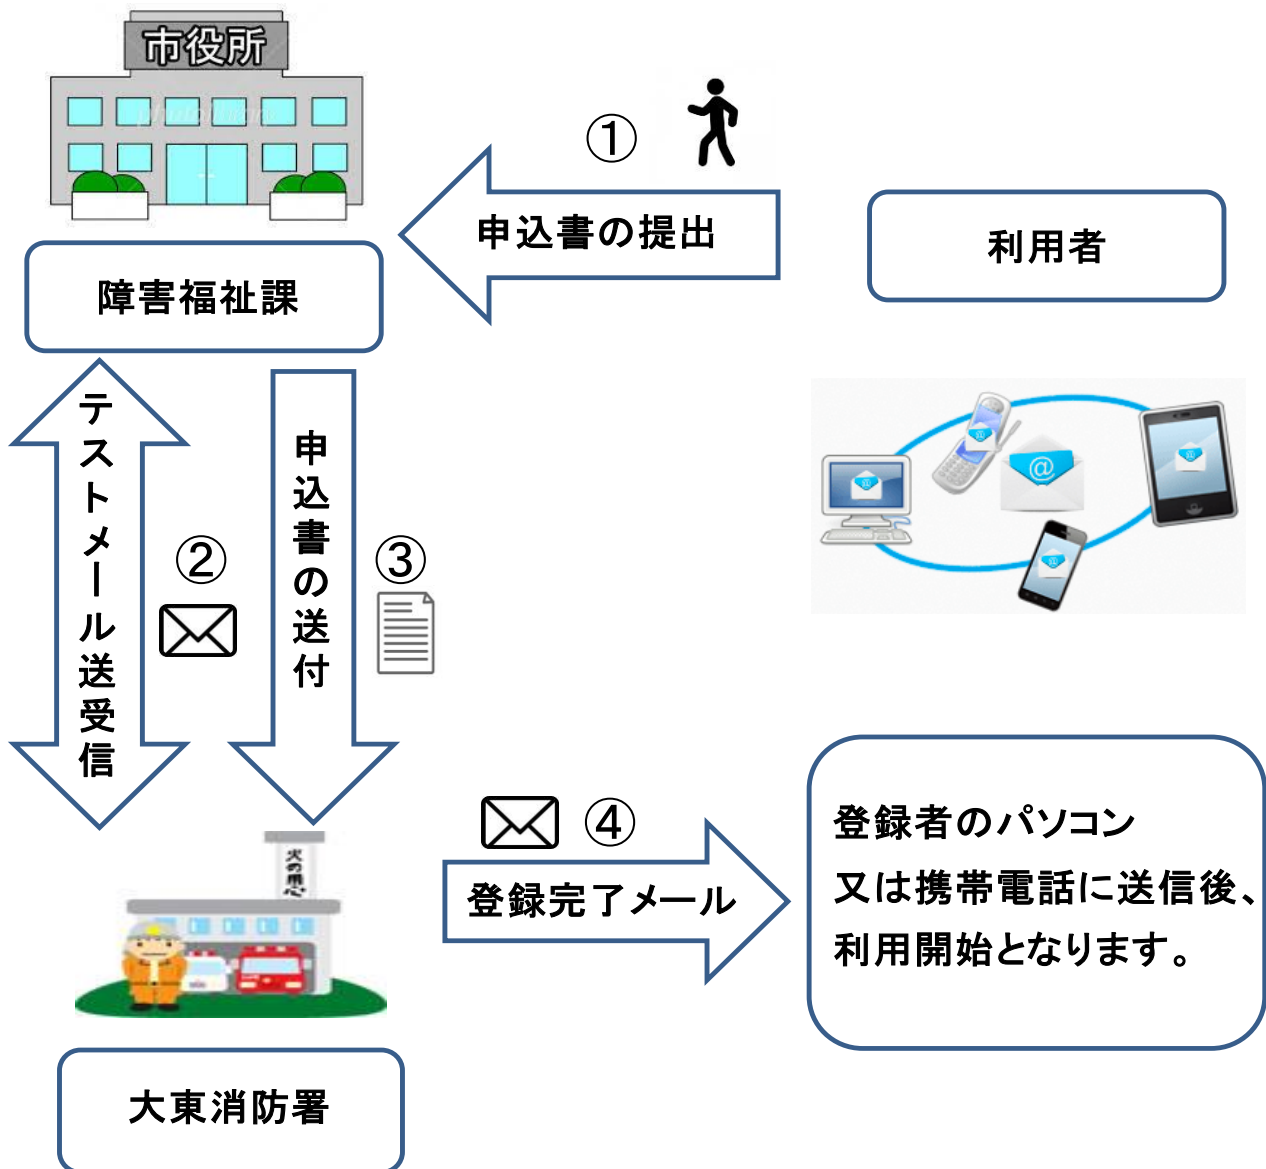 市役所
①
申込書の提出
利用者
障害福祉課
テストメール送受信
②
申込書の送付
③
火の用心
④
登録完了メール
登録者のパソコン
又は携帯電話に送信後、
利用開始となります。
大東消防署